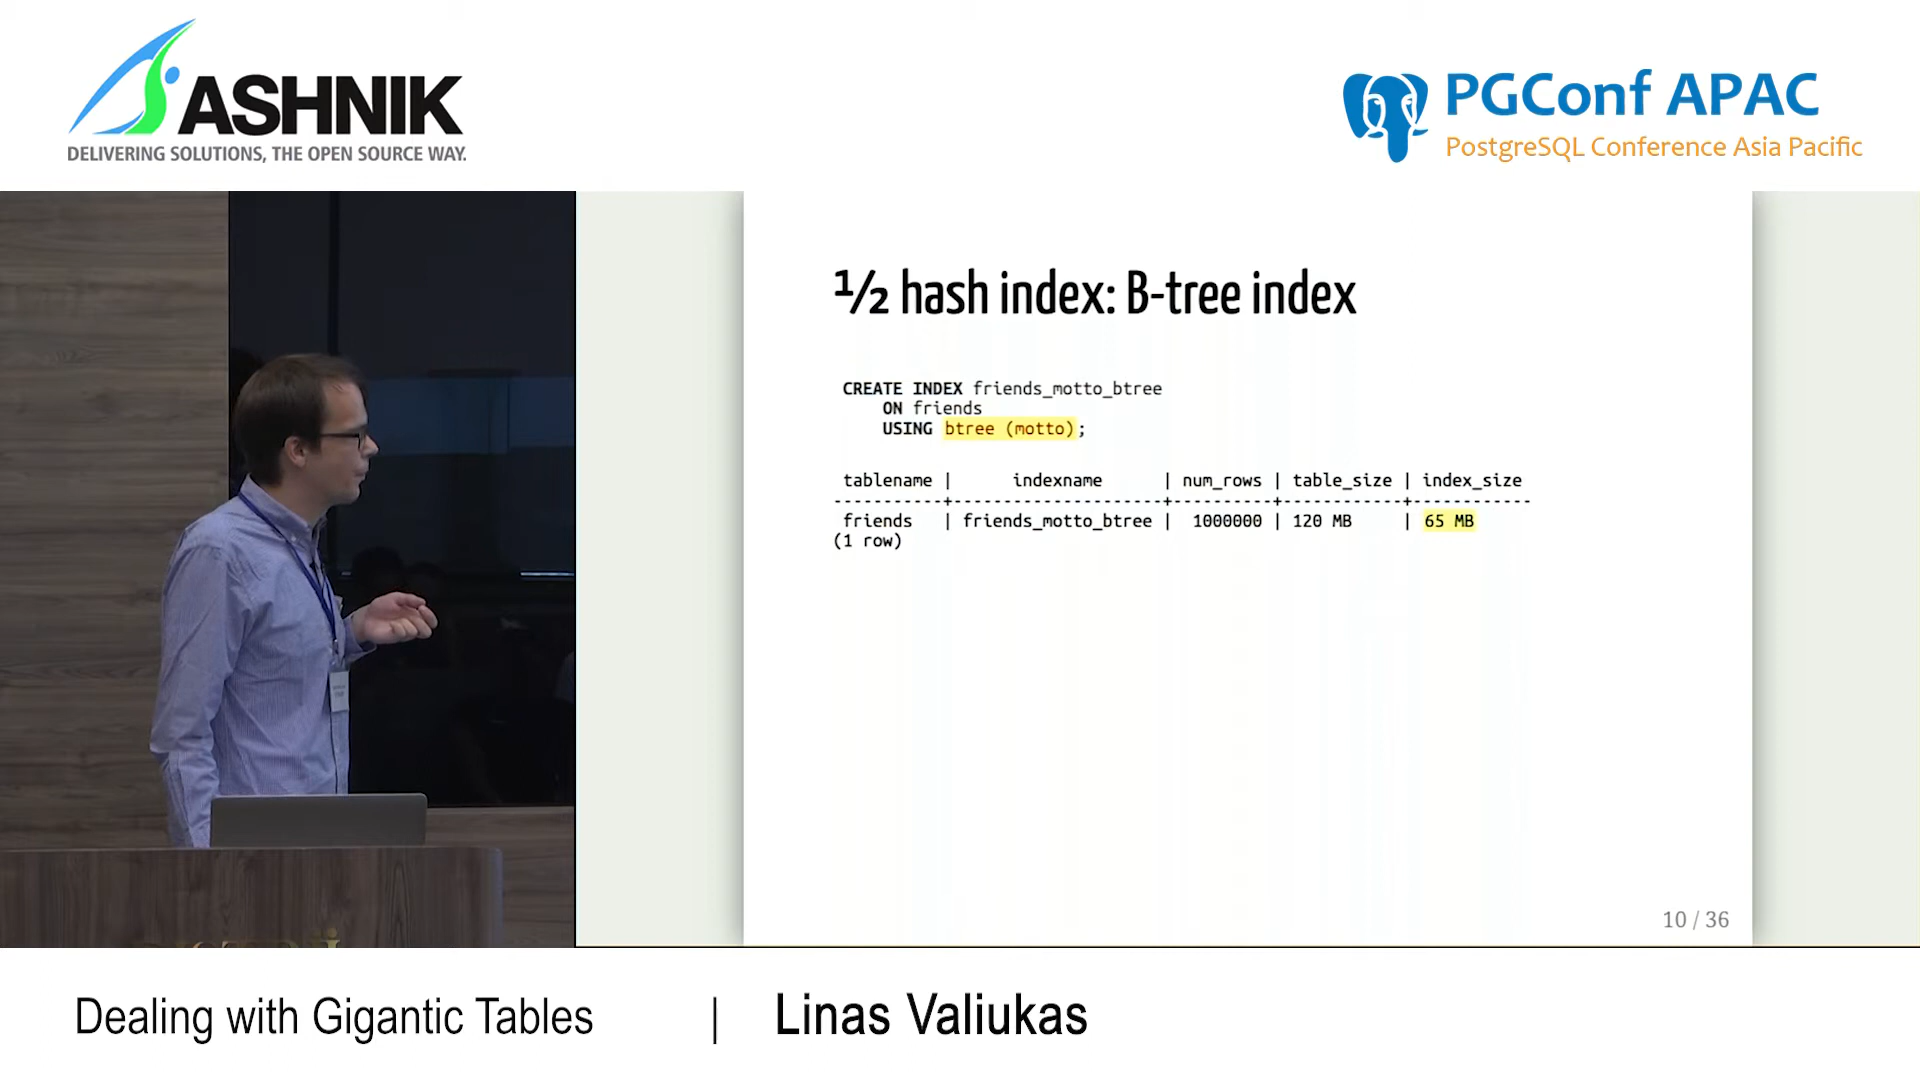 ASHNIK
DELIVERING SOLUTIONS, THE OPEN SOURCE WAY.
PGConf APAC
PostgreSQL Conference Asia Pacific
½ hash index: B-tree index
CREATE INDEX friends_motto_btree
ON friends
USING btree (motto);
tablename | indexname | num_rows | table_size | index_size
-----------+---------------------+----------+------------+------------
friends | friends_motto_btree | 1000000 | 120 MB | 65 MB
(1 row)
10 / 36
Dealing with Gigantic Tables | Linas Valiukas